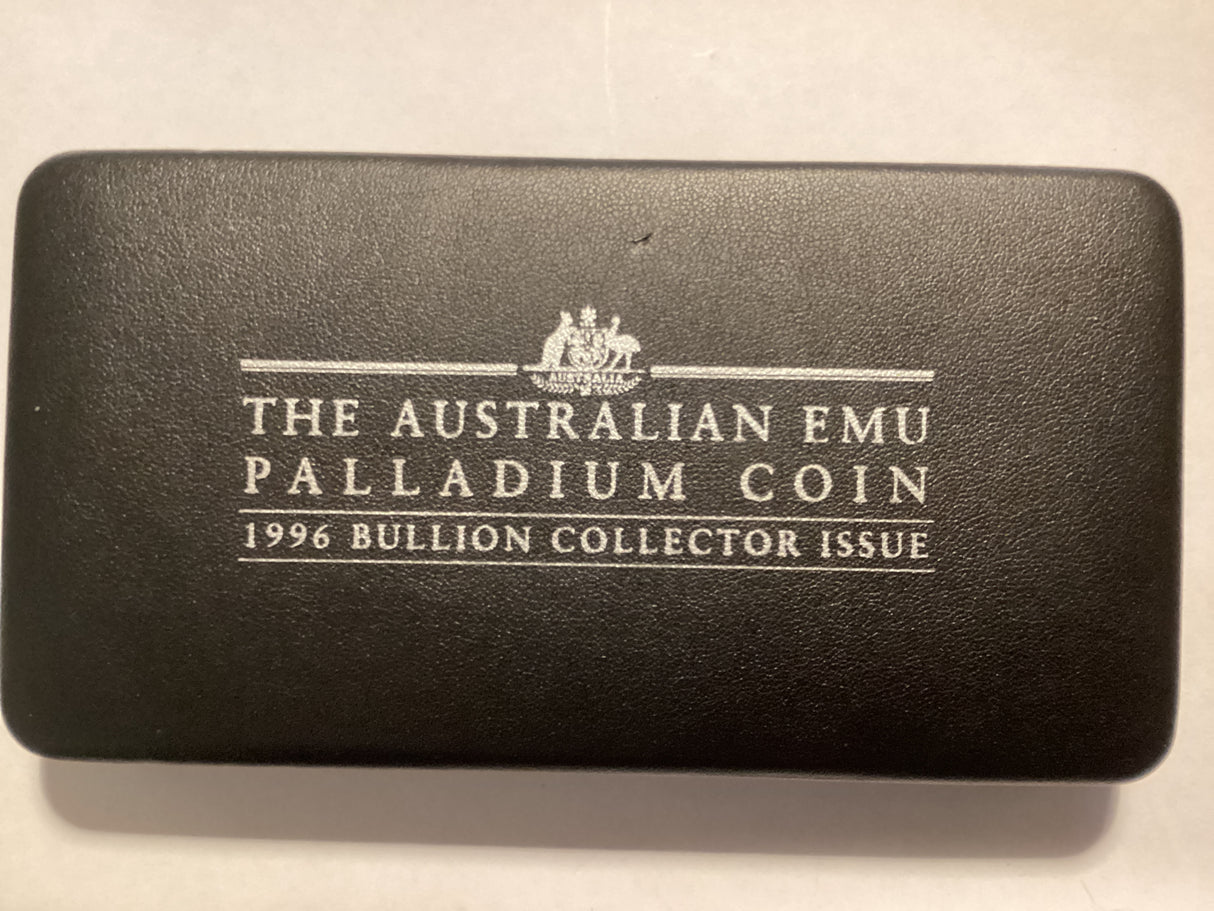 AUSTRALIA
THE AUSTRALIAN EMU
PALLADIUM COIN
1996 BULLION COLLECTOR ISSUE